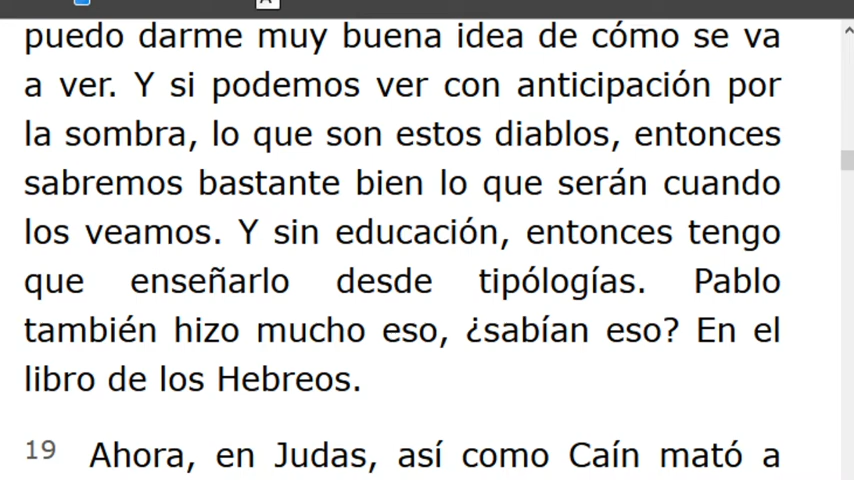 puedo darme muy buena idea de cómo se va
a ver. Y si podemos ver con anticipación por
la sombra, lo que son estos diablos, entonces
sabremos bastante bien lo que serán cuando
los veamos. Y sin educación, entonces tengo
que enseñarlo desde tipólogías. Pablo
también hizo mucho eso, ¿sabían eso? En el
libro de los Hebreos.
19 Ahora, en Judas, así como Caín mató a